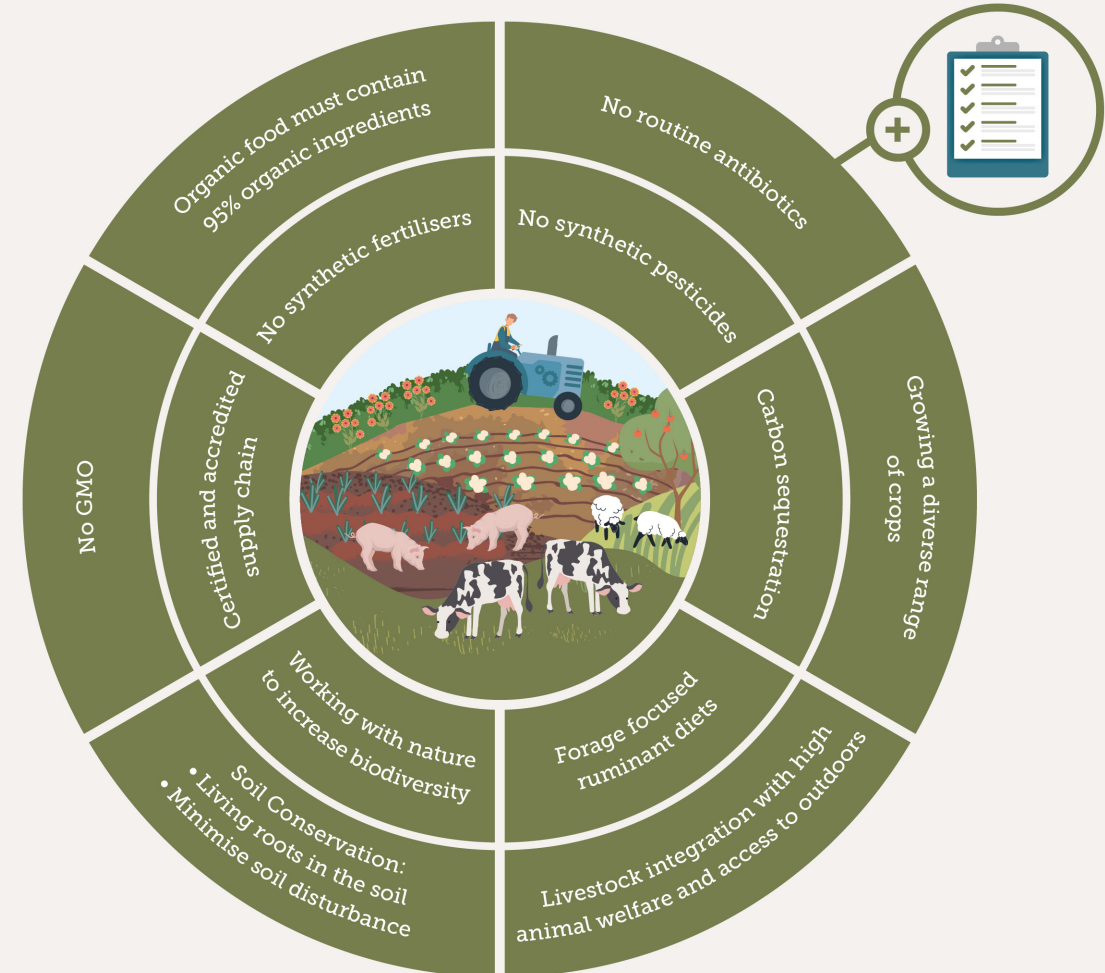 Organic food must contain
95% organic ingredients
No routine antibiotics
No synthetic fertilisers
No synthetic pesticides
No GMO
Certified and accredited
supply chain
Carbon sequestration
Growing a diverse range
of crops
Working with nature
to increase biodiversity
Forage focused
ruminant diets
Soil Conservation:
• Living roots in the soil
• Minimise soil disturbance
Livestock integration with high
animal welfare and access to outdoors